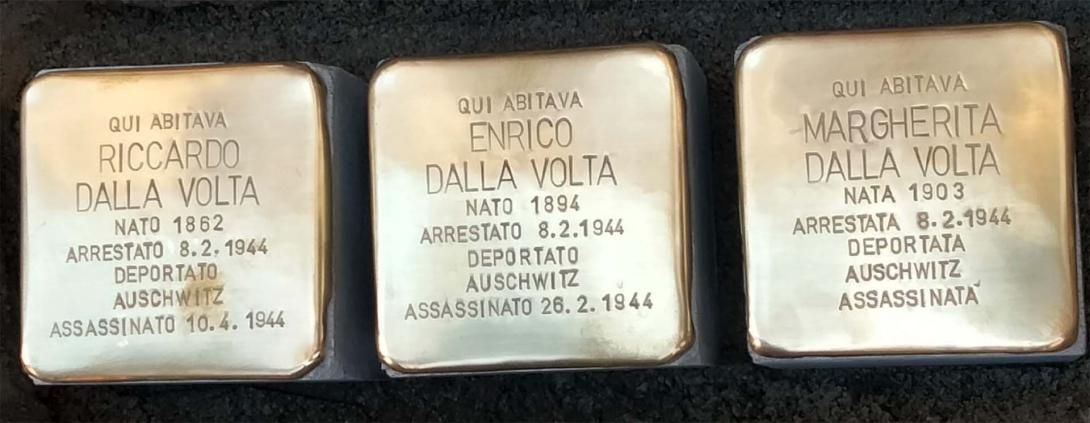 QUI ABITAVA
RICCARDO
DALLA VOLTA
NATO 1862
ARRESTATO 8.2.1944
DEPORTATO
AUSCHWITZ
ASSASSINATO 10.4.1944
QUI ABITAVA
ENRICO
DALLA VOLTA
NATO 1894
ARRESTATO 8.2.1944
DEPORTATO
AUSCHWITZ
ASSASSINATO 26.2.1944
QUI ABITAVA
MARGHERITA
DALLA VOLTA
NATA 1903
ARRESTATA 8.2.1944
DEPORTATA
AUSCHWITZ
ASSASSINATA